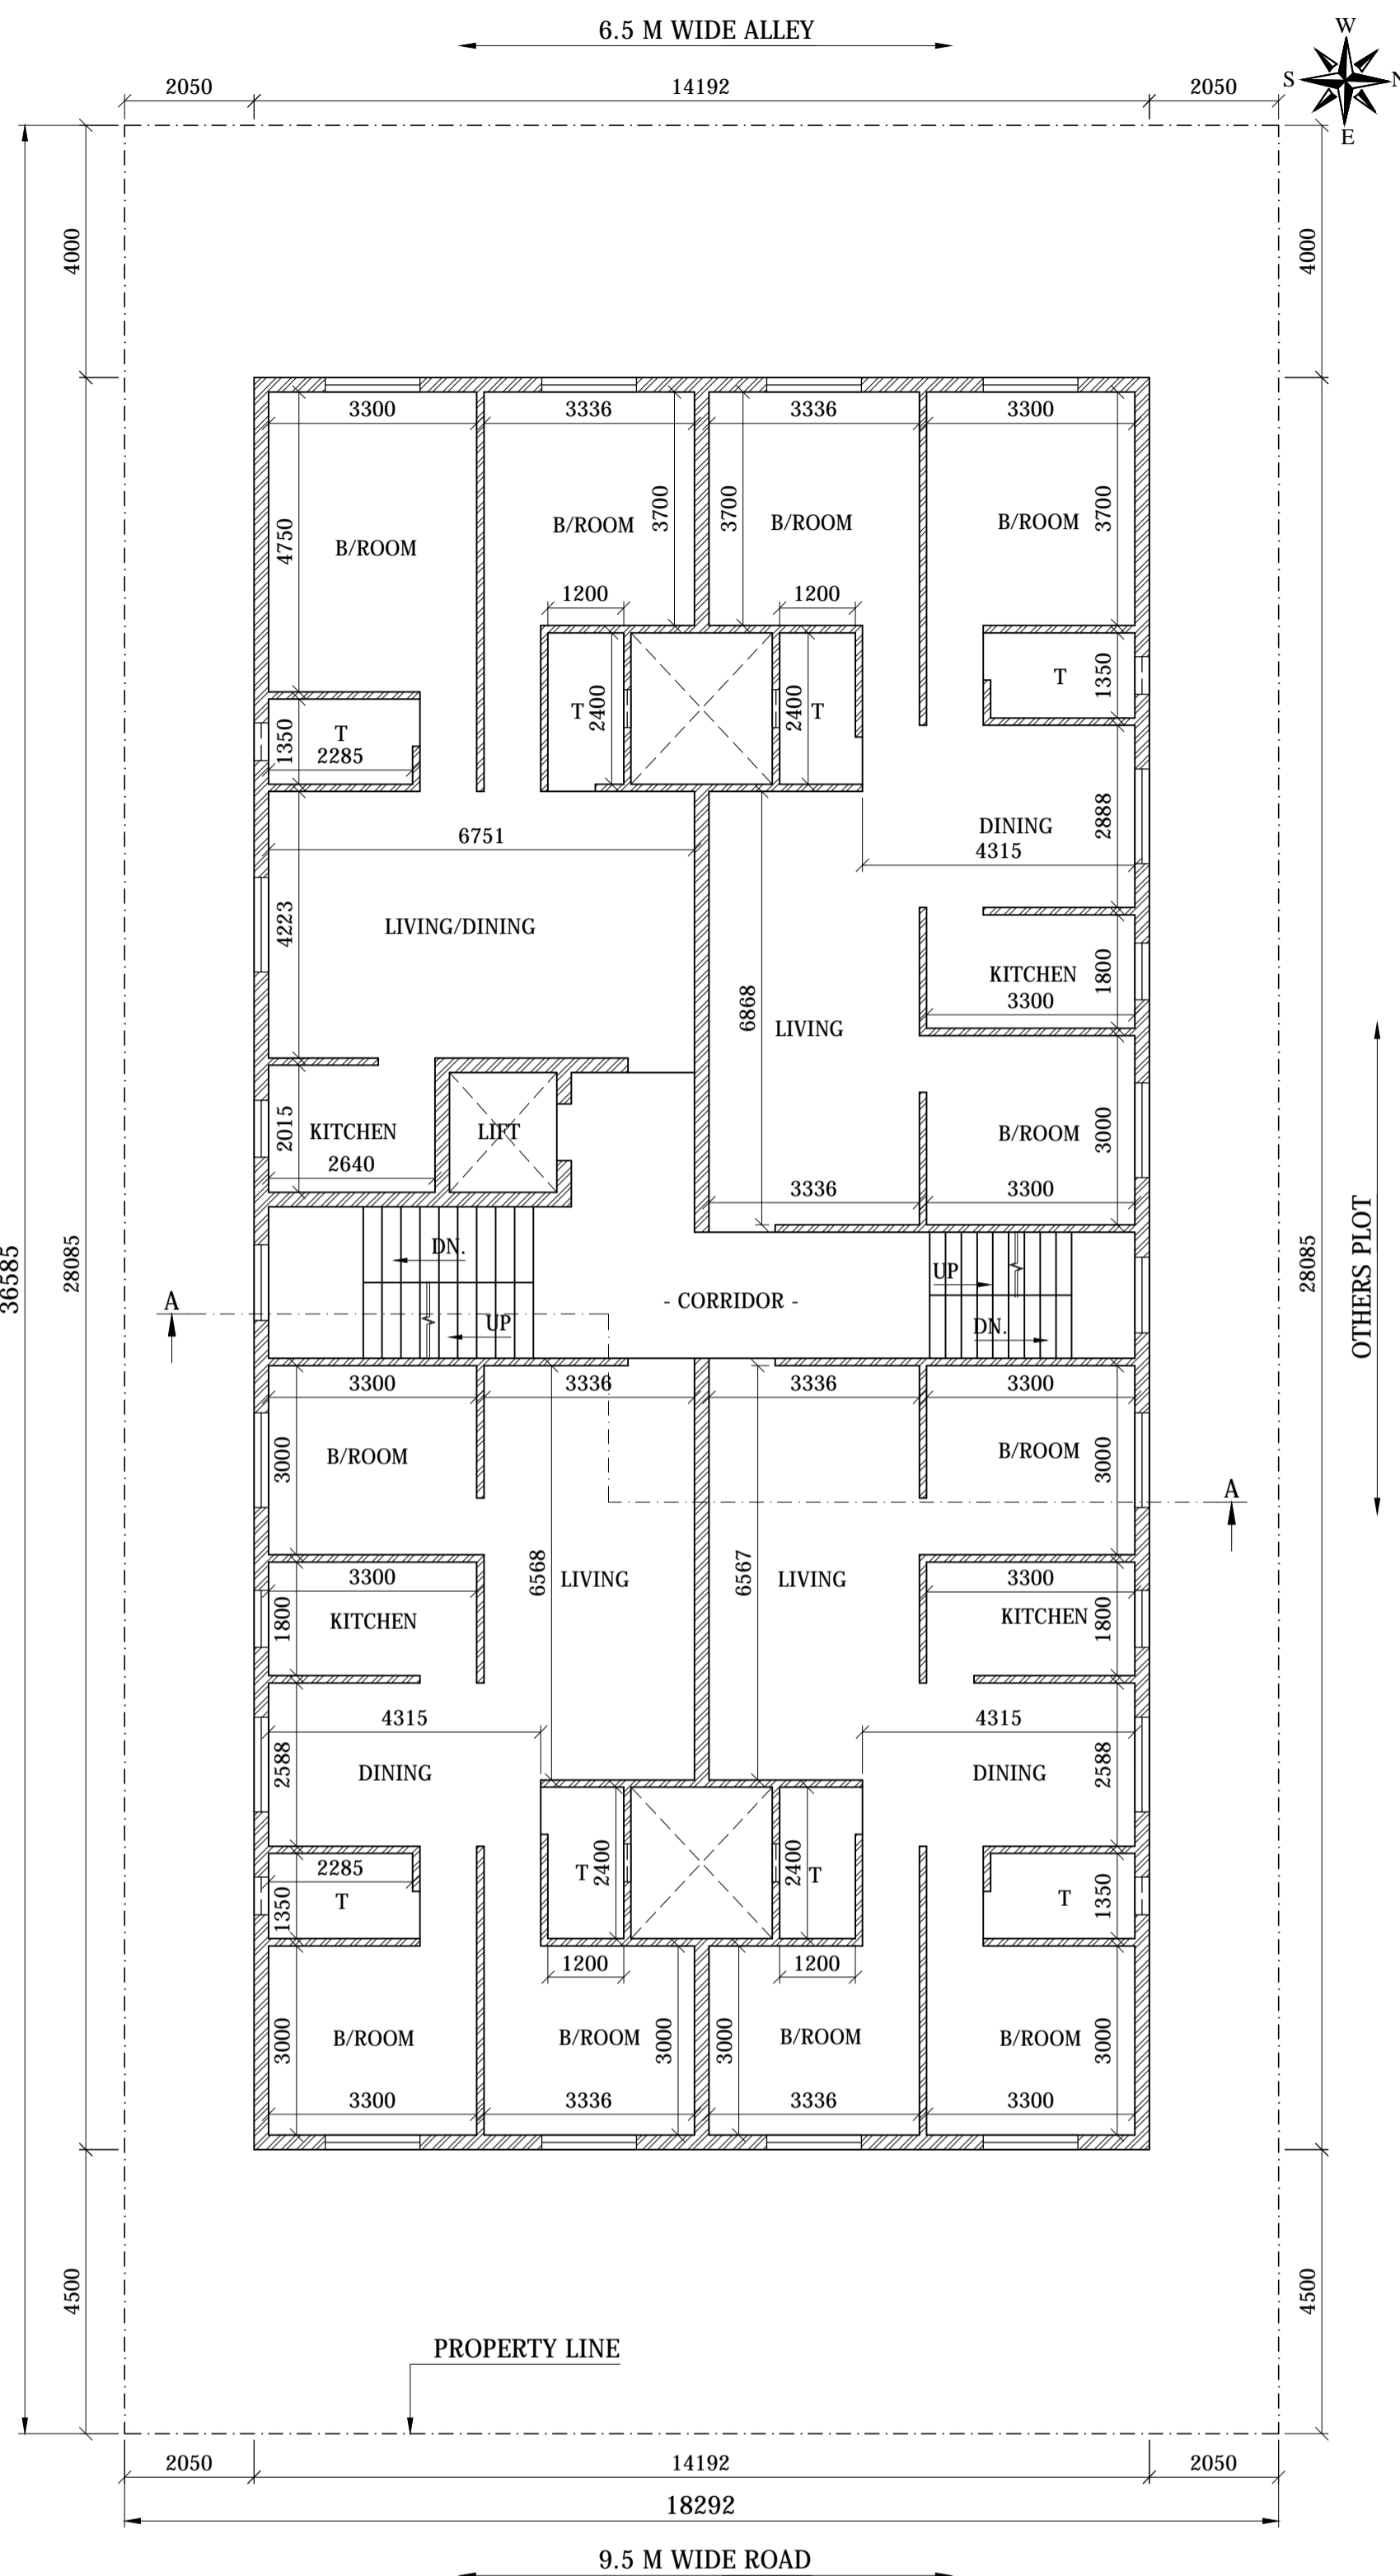 6.5 M WIDE ALLEY
W
S
N
E
2050
14192
2050
4000
4000
3300
3336
3336
3300
4750
B/ROOM
B/ROOM
3700
3700
B/ROOM
B/ROOM
3700
1200
1200
T
2400
2400
T
T
1350
1350
T
2285
6751
DINING
4315
2888
4223
LIVING/DINING
KITCHEN
3300
1800
6868
LIVING
2015
KITCHEN
2640
LIFT
B/ROOM
3000
3336
3300
36585
28085
28085
OTHERS PLOT
DN.
UP
UP
DN.
- CORRIDOR -
A
3300
3336
3336
3300
3000
B/ROOM
B/ROOM
3000
A
6568
LIVING
6567
LIVING
3300
1800
KITCHEN
3300
KITCHEN
1800
4315
4315
2588
DINING
DINING
2588
2285
1350
T
T
2400
2400
T
T
1350
1200
1200
3000
B/ROOM
B/ROOM
3000
3000
B/ROOM
B/ROOM
3000
3300
3336
3336
3300
4500
4500
PROPERTY LINE
2050
14192
2050
18292
9.5 M WIDE ROAD